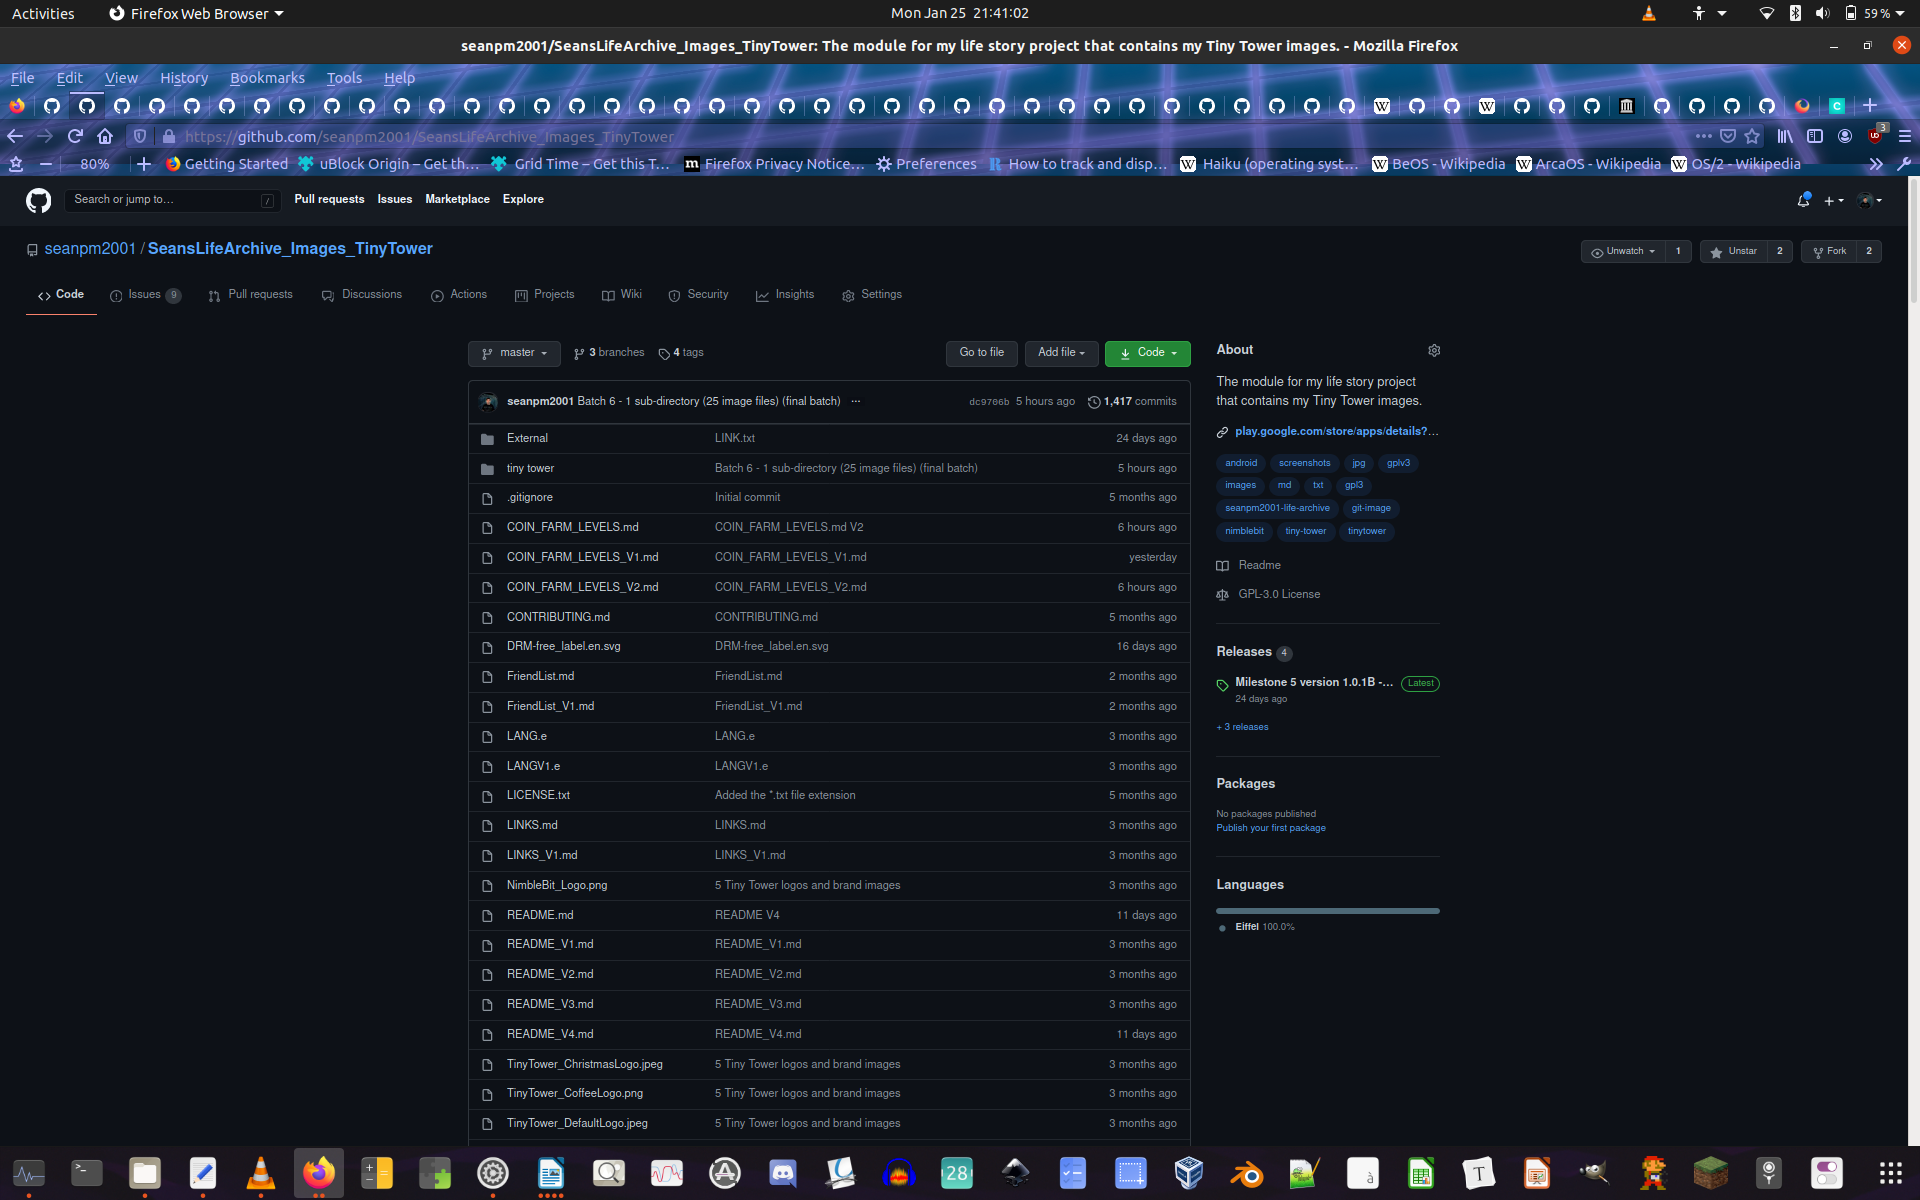 Activities
Firefox Web Browser
Mon Jan 25 21:41:02
59 %
seanpm2001/SeansLifeArchive_Images_TinyTower: The module for my life story project that contains my Tiny Tower images. - Mozilla Firefox
File Edit View History Bookmarks Tools Help
https://github.com/seanpm2001/SeansLifeArchive_Images_TinyTower
3
80%
Getting Started
uBlock Origin – Get th…
Grid Time – Get this T…
Firefox Privacy Notice…
Preferences
How to track and disp…
Haiku (operating syst…
BeOS - Wikipedia
ArcaOS - Wikipedia
OS/2 - Wikipedia
Search or jump to…
/
Pull requests
Issues
Marketplace
Explore
seanpm2001 / SeansLifeArchive_Images_TinyTower
Unwatch 1
Unstar 2
Fork 2
Code
Issues 9
Pull requests
Discussions
Actions
Projects
Wiki
Security
Insights
Settings
master
3 branches
4 tags
Go to file
Add file
Code
seanpm2001 Batch 6 - 1 sub-directory (25 image files) (final batch) ...
dc9706b 5 hours ago
1,417 commits
External LINK.txt 24 days ago
tiny tower Batch 6 - 1 sub-directory (25 image files) (final batch) 5 hours ago
.gitignore Initial commit 5 months ago
COIN_FARM_LEVELS.md COIN_FARM_LEVELS.md V2 6 hours ago
COIN_FARM_LEVELS_V1.md COIN_FARM_LEVELS_V1.md yesterday
COIN_FARM_LEVELS_V2.md COIN_FARM_LEVELS_V2.md 6 hours ago
CONTRIBUTING.md CONTRIBUTING.md 5 months ago
DRM-free_label.en.svg DRM-free_label.en.svg 16 days ago
FriendList.md FriendList.md 2 months ago
FriendList_V1.md FriendList_V1.md 2 months ago
LANG.e LANG.e 3 months ago
LANGV1.e LANGV1.e 3 months ago
LICENSE.txt Added the *.txt file extension 5 months ago
LINKS.md LINKS.md 3 months ago
LINKS_V1.md LINKS_V1.md 3 months ago
NimbleBit_Logo.png 5 Tiny Tower logos and brand images 3 months ago
README.md README V4 11 days ago
README_V1.md README_V1.md 3 months ago
README_V2.md README_V2.md 3 months ago
README_V3.md README_V3.md 3 months ago
README_V4.md README_V4.md 11 days ago
TinyTower_ChristmasLogo.jpeg 5 Tiny Tower logos and brand images 3 months ago
TinyTower_CoffeeLogo.png 5 Tiny Tower logos and brand images 3 months ago
TinyTower_DefaultLogo.jpeg 5 Tiny Tower logos and brand images 3 months ago
About
The module for my life story project
that contains my Tiny Tower images.
play.google.com/store/apps/details?…
android screenshots jpg gplv3
images md txt gpl3
seanpm2001-life-archive git-image
nimblebit tiny-tower tinytower
Readme
GPL-3.0 License
Releases 4
Milestone 5 version 1.0.1B -… Latest
24 days ago
+ 3 releases
Packages
No packages published
Publish your first package
Languages
Eiffel 100.0%
28